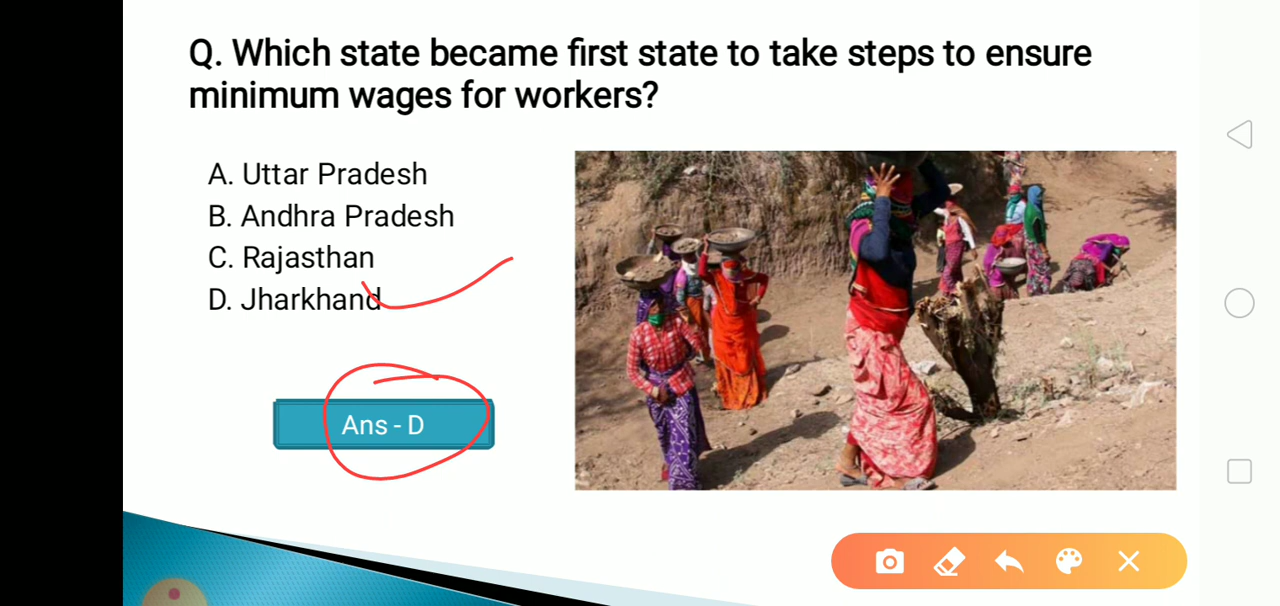 Q. Which state became first state to take steps to ensure
minimum wages for workers?
A. Uttar Pradesh
B. Andhra Pradesh
C. Rajasthan
D. Jharkhand
Ans - D